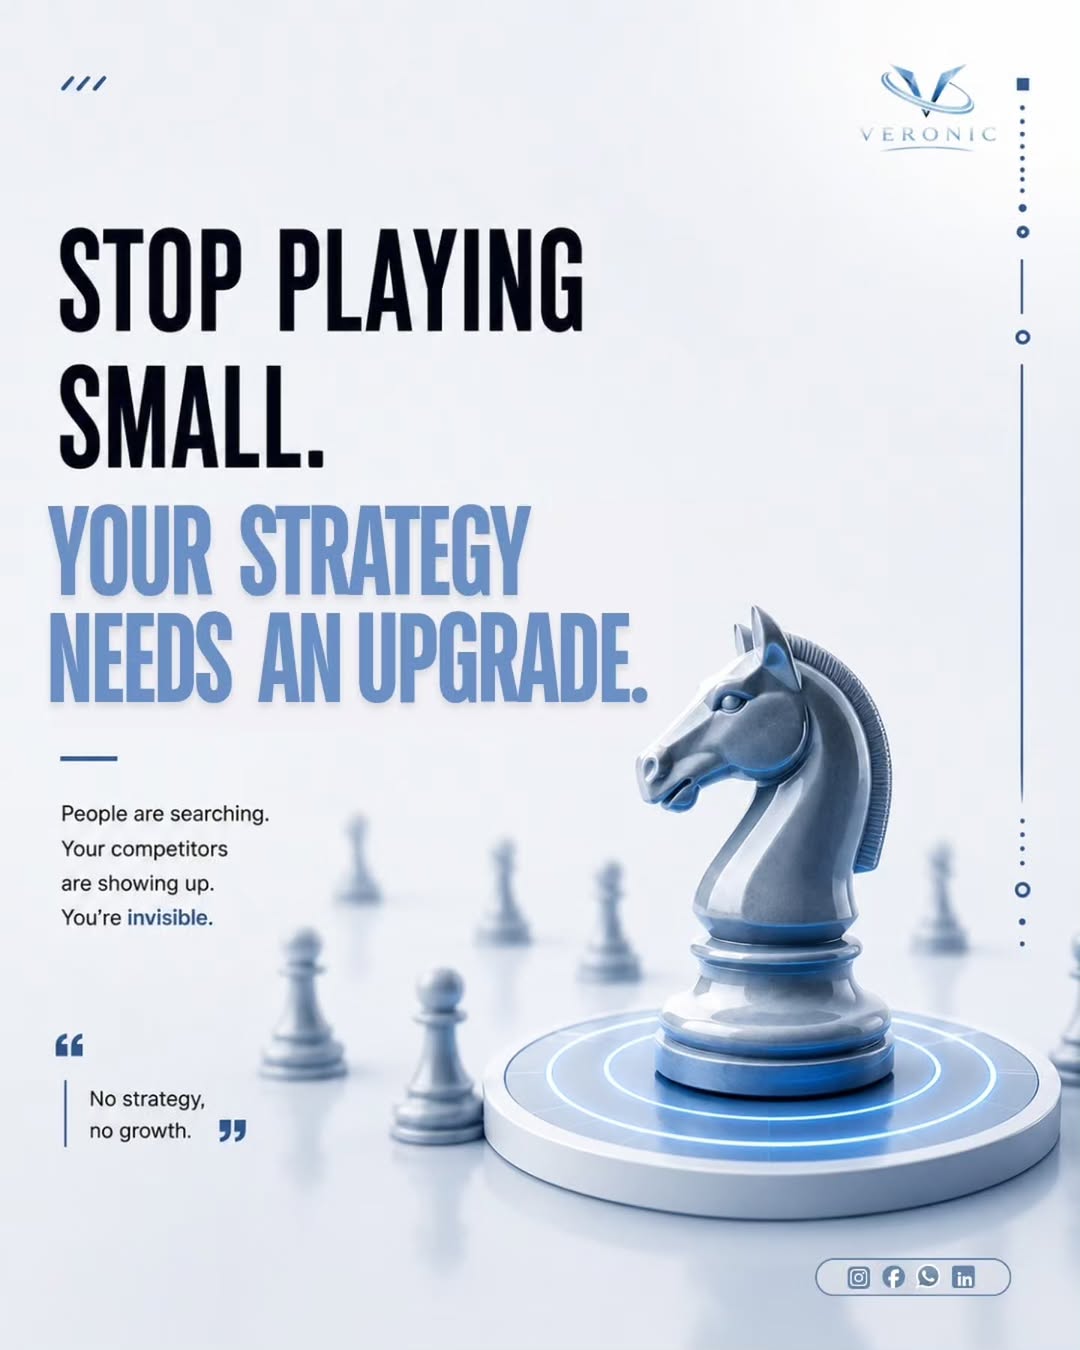 VERONIC
STOP PLAYING
SMALL.
YOUR STRATEGY
NEEDS AN UPGRADE.
People are searching.
Your competitors
are showing up.
You’re invisible.
“
No strategy,
no growth. ”